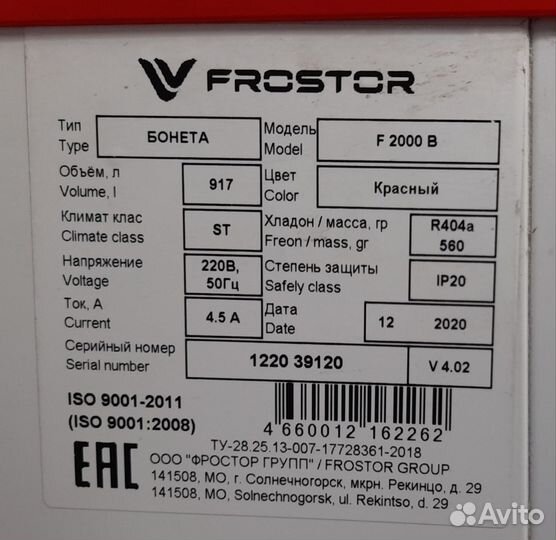 FROSTOR
Тип
Type
БОНЕТА
Модель
Model
F 2000 B
Объём, л
Volume, l
917
Цвет
Color
Красный
Климат клас
Climate class
ST
Хладон / масса, гр
Freon / mass, gr
R404a
560
Напряжение
Voltage
220В,
50Гц
Степень защиты
Safely class
IP20
Ток, А
Current
4.5 А
Дата
Date
12 2020
Серийный номер
Serial number
1220 39120
V 4.02
ISO 9001-2011
(ISO 9001:2008)
4 660012 162262
ТУ-28.25.13-007-17728361-2018
EAC
ООО "ФРОСТОР ГРУПП" / FROSTOR GROUP
141508, МО, г. Солнечногорск, мкрн. Рекинцо, д. 29
141508, MO, Solnechnogorsk, ul. Rekintso, d. 29
Avito